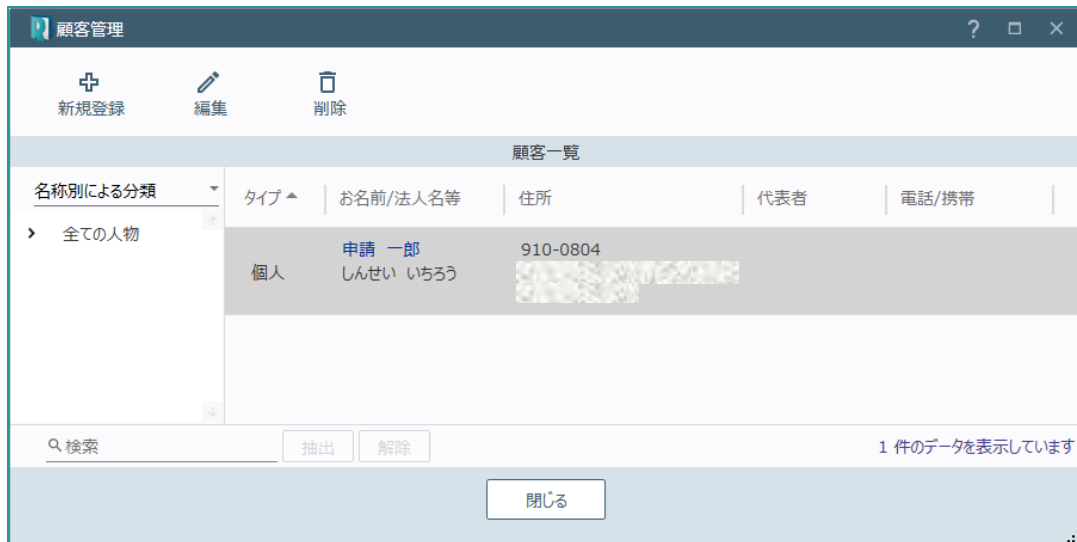 顧客管理
新規登録 編集 削除
顧客一覧
名称別による分類
全ての人物
タイプ お名前/法人名等 住所 代表者 電話/携帯
個人
申請 一郎
しんせい いちろう
910-0804
検索 抽出 解除 1 件のデータを表示しています
閉じる